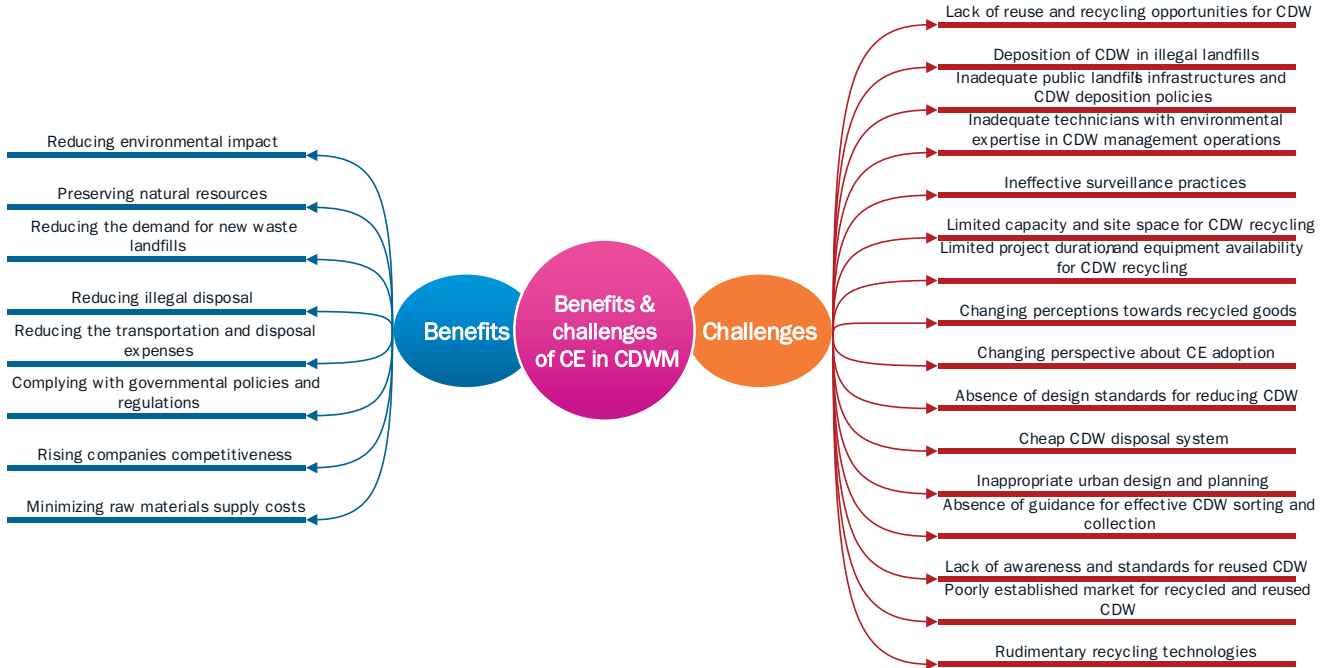 Reducing environmental impact
Preserving natural resources
Reducing the demand for new waste
landfills
Reducing illegal disposal
Reducing the transportation and disposal
expenses
Complying with governmental policies and
regulations
Rising companies competitiveness
Minimizing raw materials supply costs
Benefits
Benefits &
challenges
of CE in CDWM
Challenges
Lack of reuse and recycling opportunities for CDW
Deposition of CDW in illegal landfills
Inadequate public landfills infrastructures and
CDW deposition policies
Inadequate technicians with environmental
expertise in CDW management operations
Ineffective surveillance practices
Limited capacity and site space for CDW recycling
Limited project duration and equipment availability
for CDW recycling
Changing perceptions towards recycled goods
Changing perspective about CE adoption
Absence of design standards for reducing CDW
Cheap CDW disposal system
Inappropriate urban design and planning
Absence of guidance for effective CDW sorting and
collection
Lack of awareness and standards for reused CDW
Poorly established market for recycled and reused
CDW
Rudimentary recycling technologies